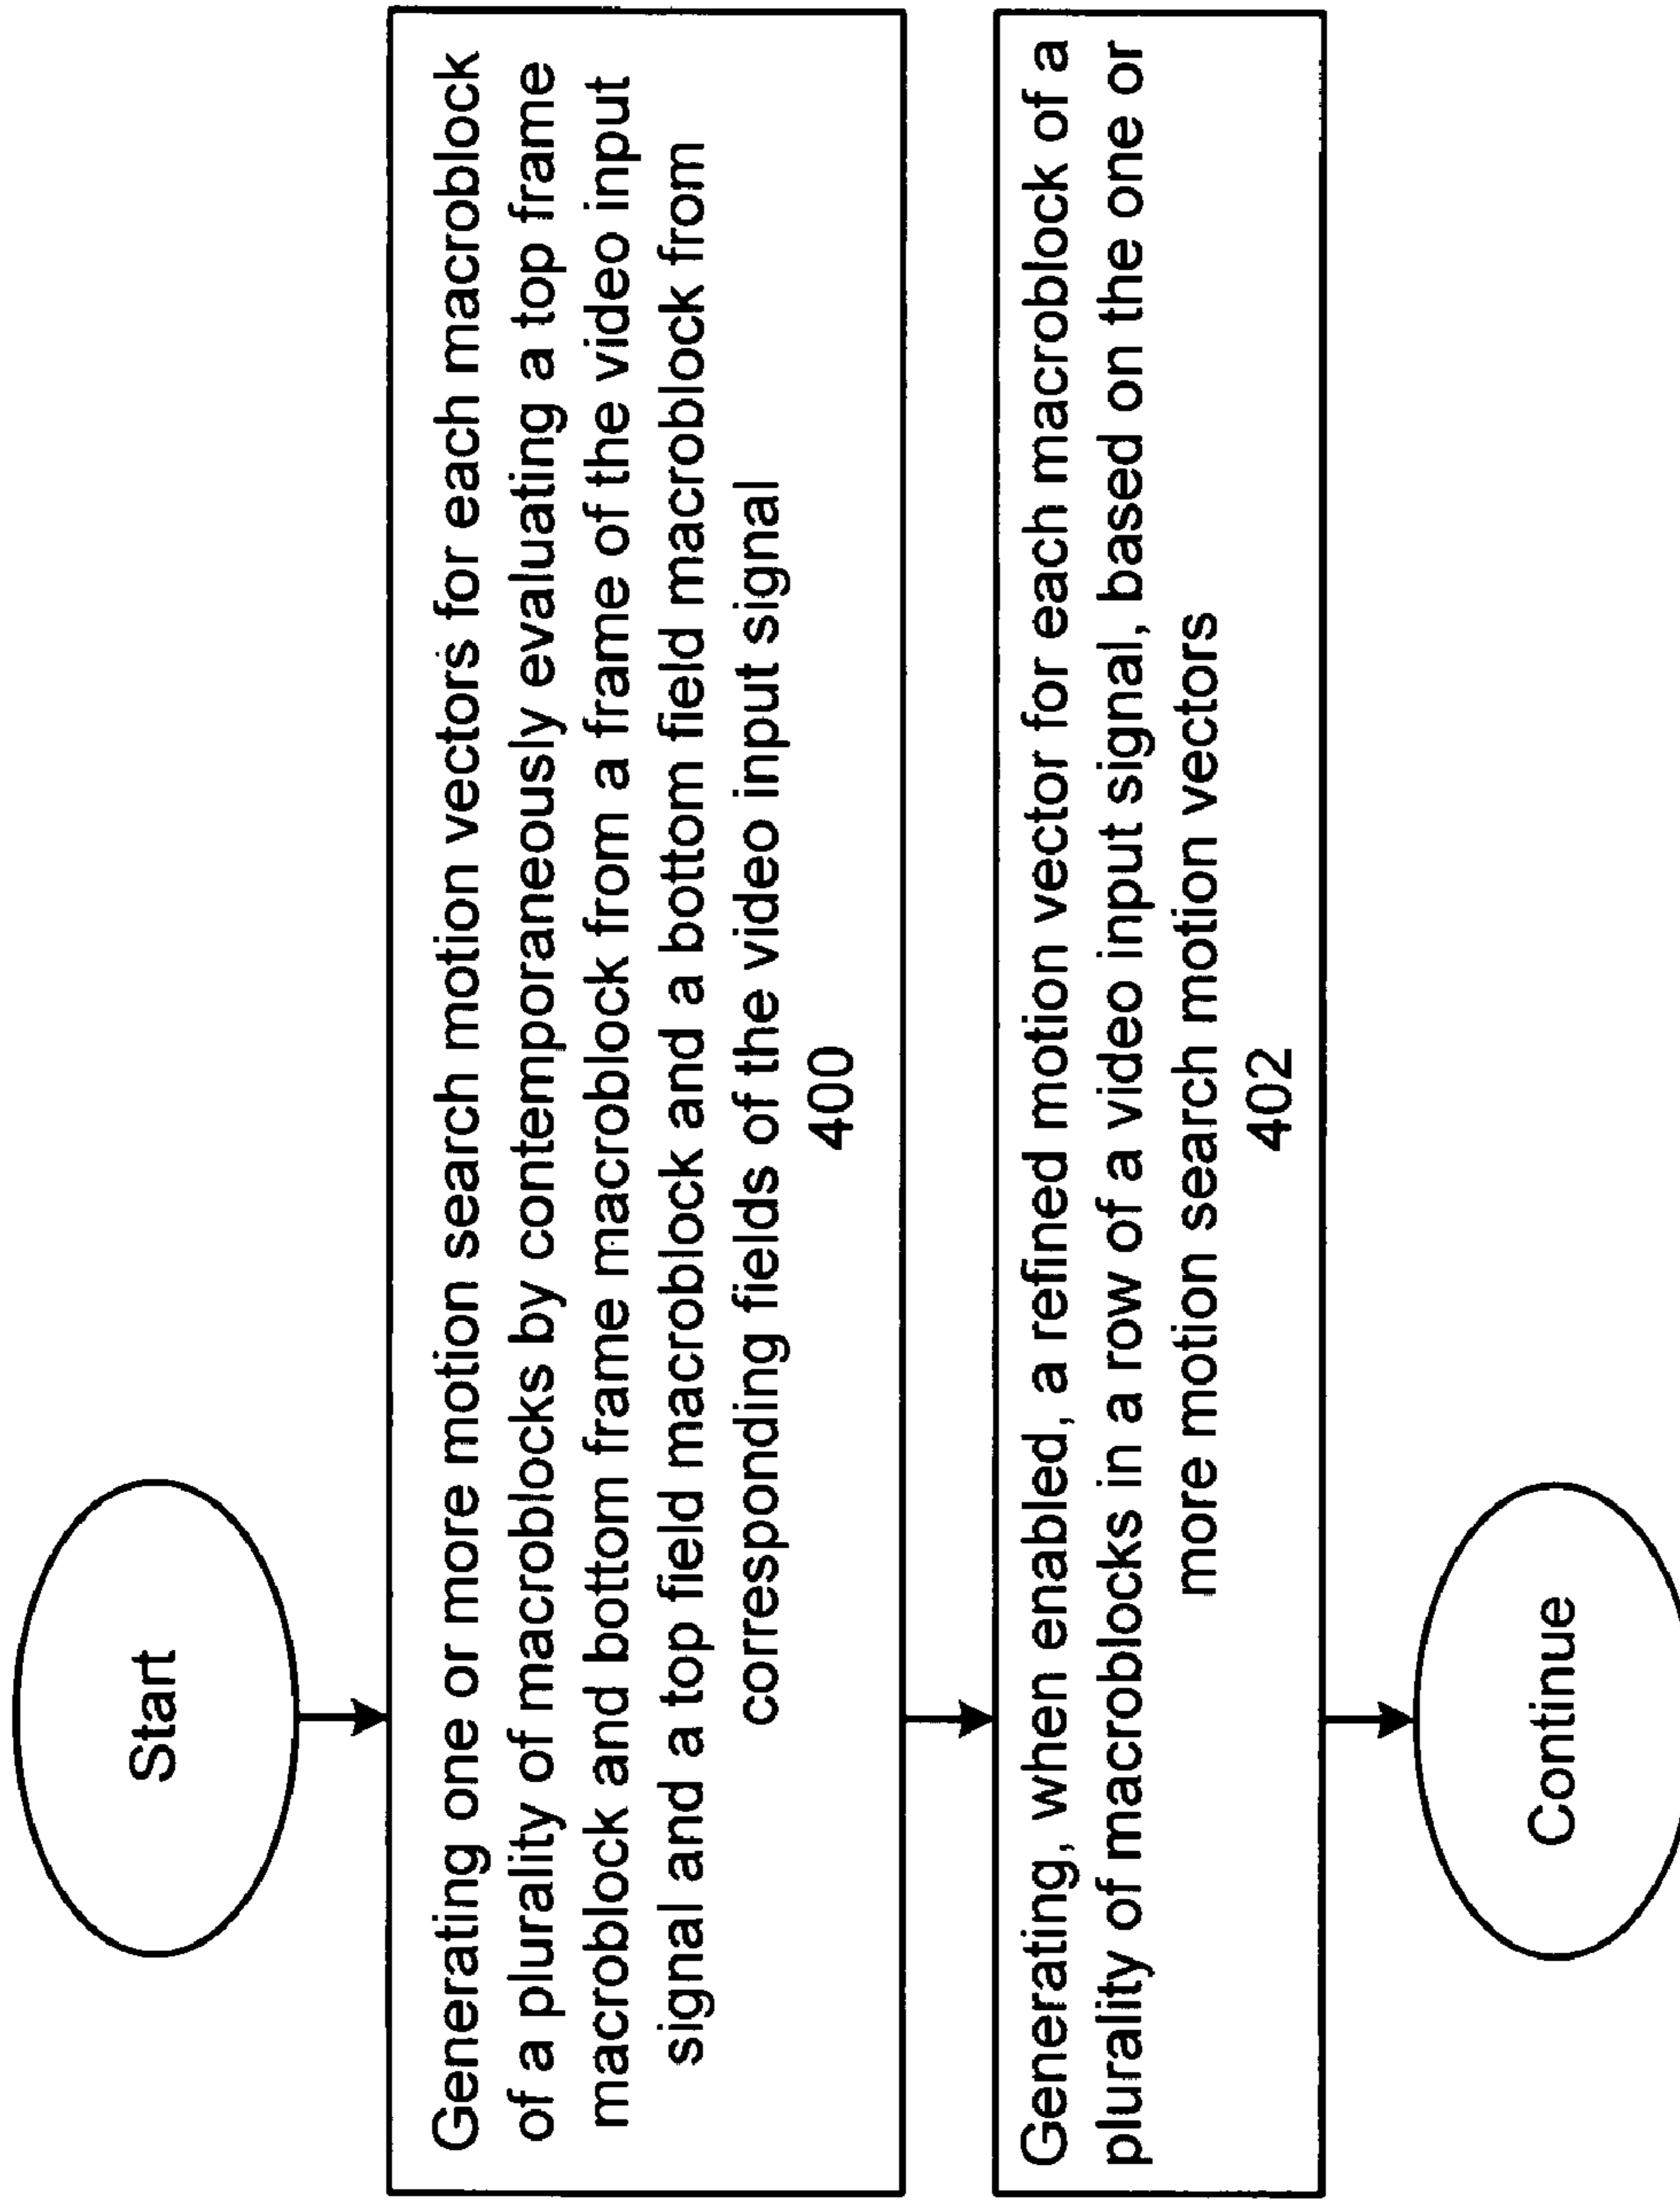 Start
Generating one or more motion search motion vectors for each macroblock
of a plurality of macroblocks by contemporaneously evaluating a top frame
macroblock and bottom frame macroblock from a frame of the video input
signal and a top field macroblock and a bottom field macroblock from
corresponding fields of the video input signal
400
Generating, when enabled, a refined motion vector for each macroblock of a
plurality of macroblocks in a row of a video input signal, based on the one or
more motion search motion vectors
402
Continue